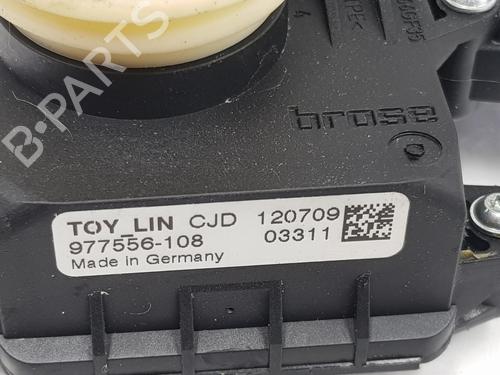 brose
TOY_LIN CJD 120709
977556-108 03311
Made in Germany
B-PARTS